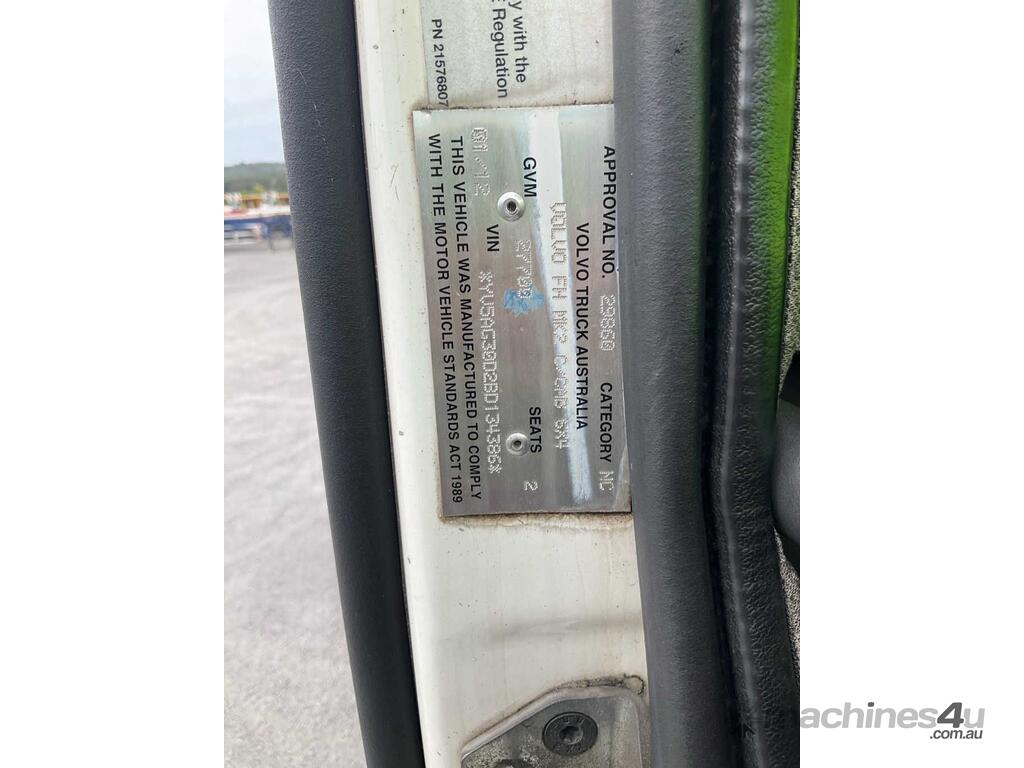 y with the
E Regulation
PN 21576807
APPROVAL NO. 29860 CATEGORY NC
VOLVO TRUCK AUSTRALIA
VOLVO FH MK2 C/CAB 6X4
GVM 27700 SEATS 2
01/12 VIN *YV5AG30D2BD134386*
THIS VEHICLE WAS MANUFACTURED TO COMPLY
WITH THE MOTOR VEHICLE STANDARDS ACT 1989
machines4u
.com.au